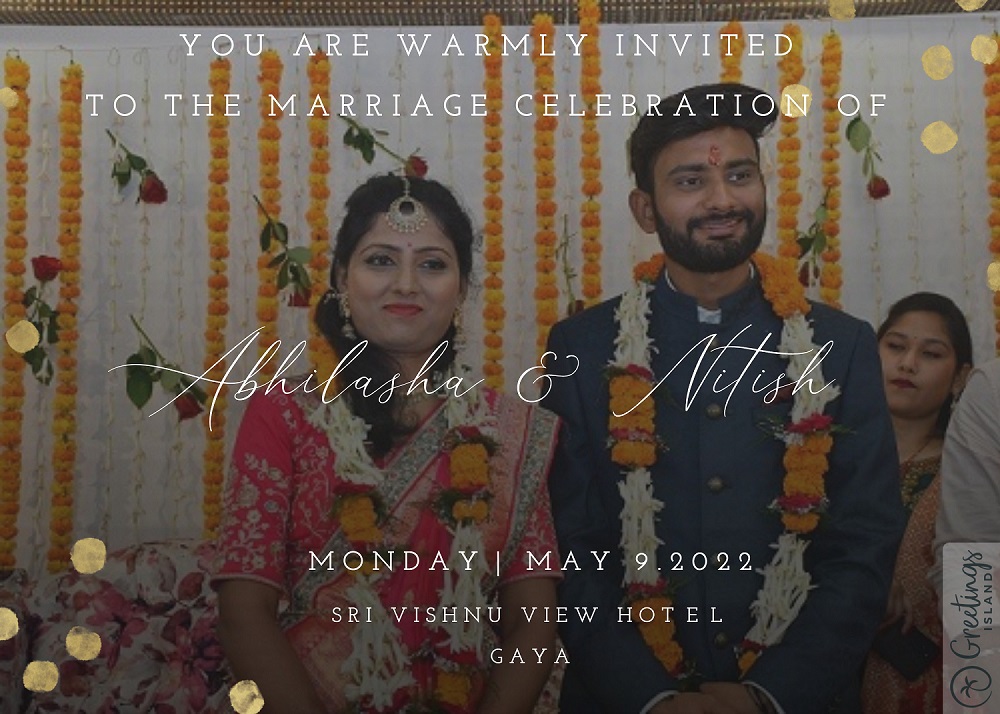 YOU ARE WARMLY INVITED
TO THE MARRIAGE CELEBRATION OF
Abhilasha & Nitish
MONDAY | MAY 9.2022
SRI VISHNU VIEW HOTEL
GAYA
Greetings
ISLAND